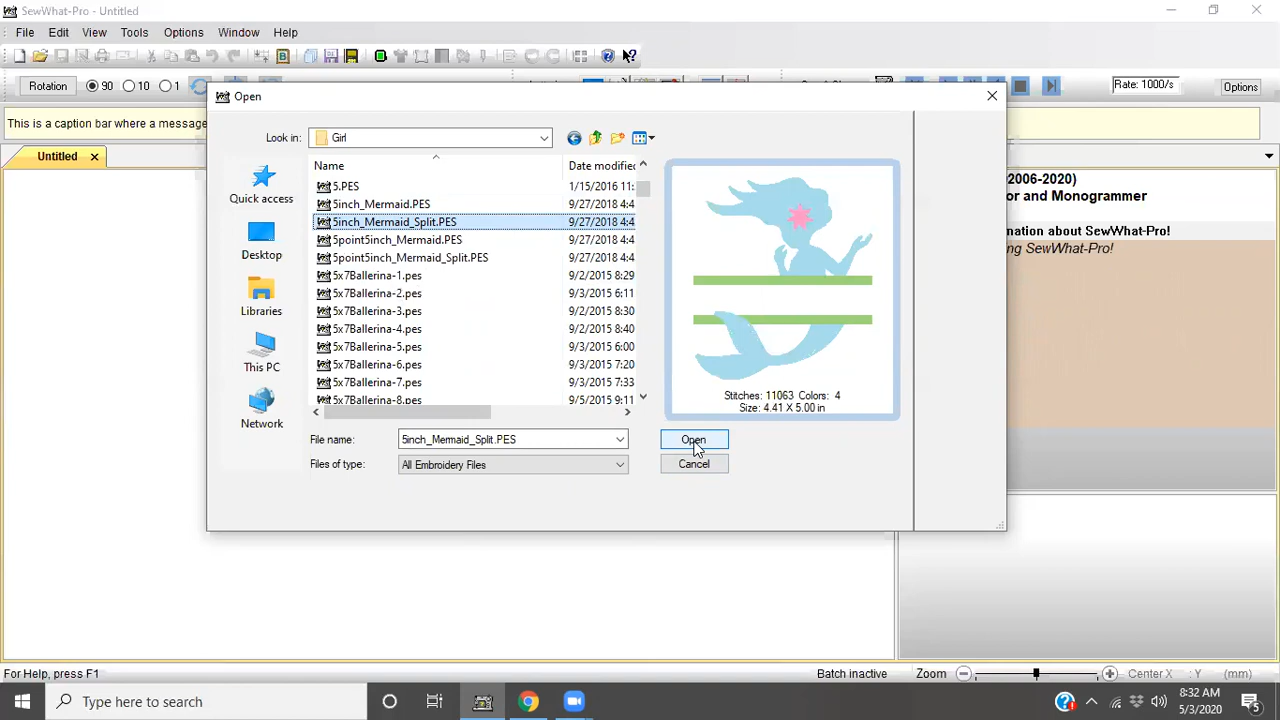 SewWhat-Pro - Untitled
File Edit View Tools Options Window Help
Rotation 90 10 1 Rate: 1000/s Options
This is a caption bar where a message
Untitled
Open
Look in: Girl
Name Date modified
Quick access
Desktop
Libraries
This PC
Network
5.PES 1/15/2016 11:
5inch_Mermaid.PES 9/27/2018 4:4
5inch_Mermaid_Split.PES 9/27/2018 4:4
5point5inch_Mermaid.PES 9/27/2018 4:4
5point5inch_Mermaid_Split.PES 9/27/2018 4:4
5x7Ballerina-1.pes 9/2/2015 8:29
5x7Ballerina-2.pes 9/3/2015 6:11
5x7Ballerina-3.pes 9/2/2015 8:30
5x7Ballerina-4.pes 9/2/2015 8:40
5x7Ballerina-5.pes 9/3/2015 6:00
5x7Ballerina-6.pes 9/3/2015 7:20
5x7Ballerina-7.pes 9/3/2015 7:33
5x7Ballerina-8.pes 9/5/2015 9:11
Stitches: 11063 Colors: 4
Size: 4.41 X 5.00 in
File name: 5inch_Mermaid_Split.PES Open
Files of type: All Embroidery Files Cancel
2006-2020)
or and Monogrammer
nation about SewWhat-Pro!
ng SewWhat-Pro!
For Help, press F1 Batch inactive Zoom Center X : Y (mm)
Type here to search
8:32 AM
5/3/2020
5